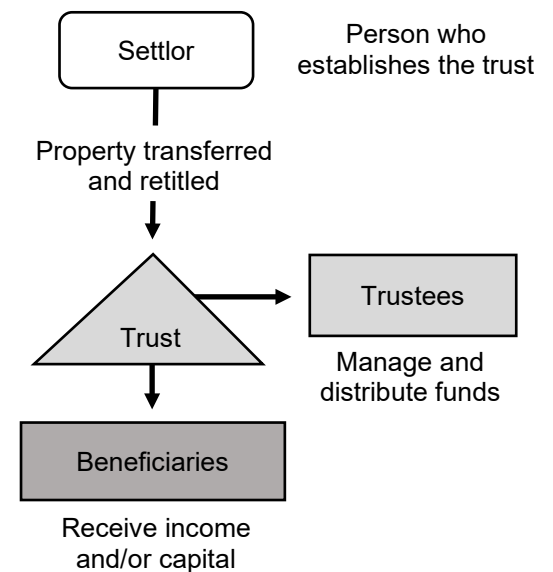 Settlor
Person who
establishes the trust
Property transferred
and retitled
Trust
Trustees
Manage and
distribute funds
Beneficiaries
Receive income
and/or capital